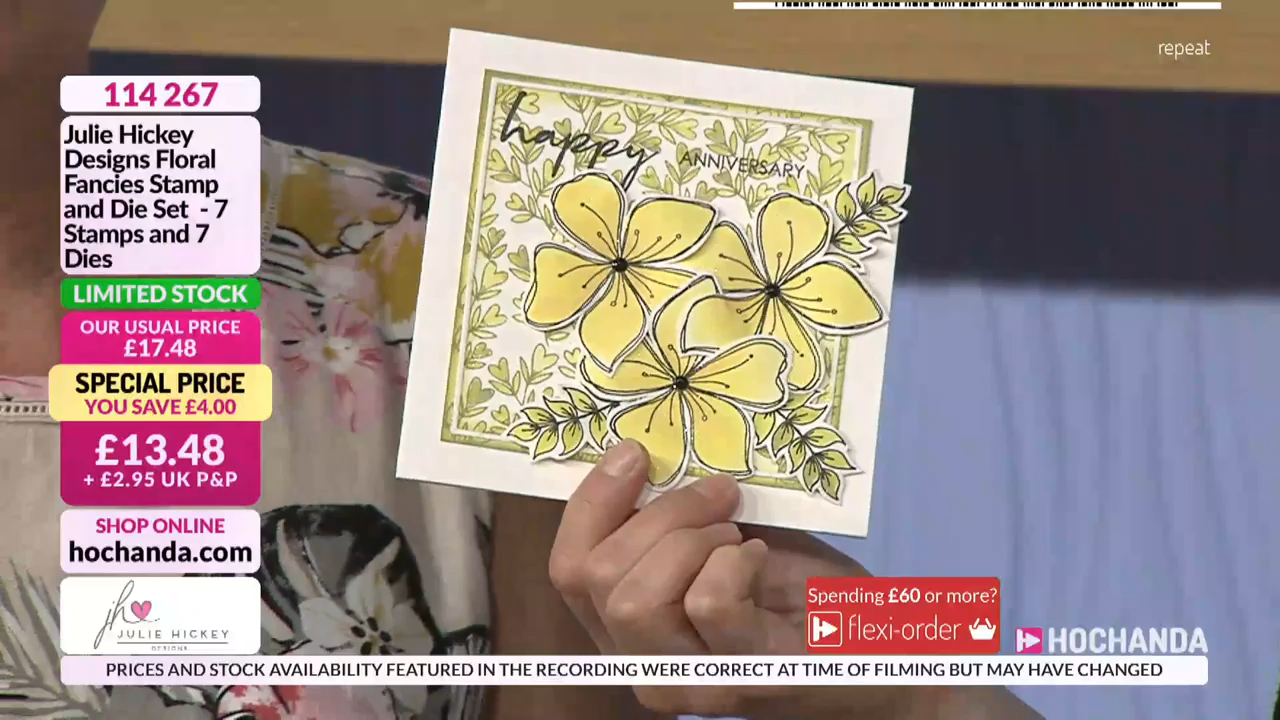 repeat
114 267
Julie Hickey
Designs Floral
Fancies Stamp
and Die Set - 7
Stamps and 7
Dies
LIMITED STOCK
OUR USUAL PRICE
£17.48
SPECIAL PRICE
YOU SAVE £4.00
£13.48
+ £2.95 UK P&P
SHOP ONLINE
hochanda.com
jh
JULIE HICKEY
DESIGNS
happy
ANNIVERSARY
Spending £60 or more?
flexi-order
HOCHANDA
PRICES AND STOCK AVAILABILITY FEATURED IN THE RECORDING WERE CORRECT AT TIME OF FILMING BUT MAY HAVE CHANGED